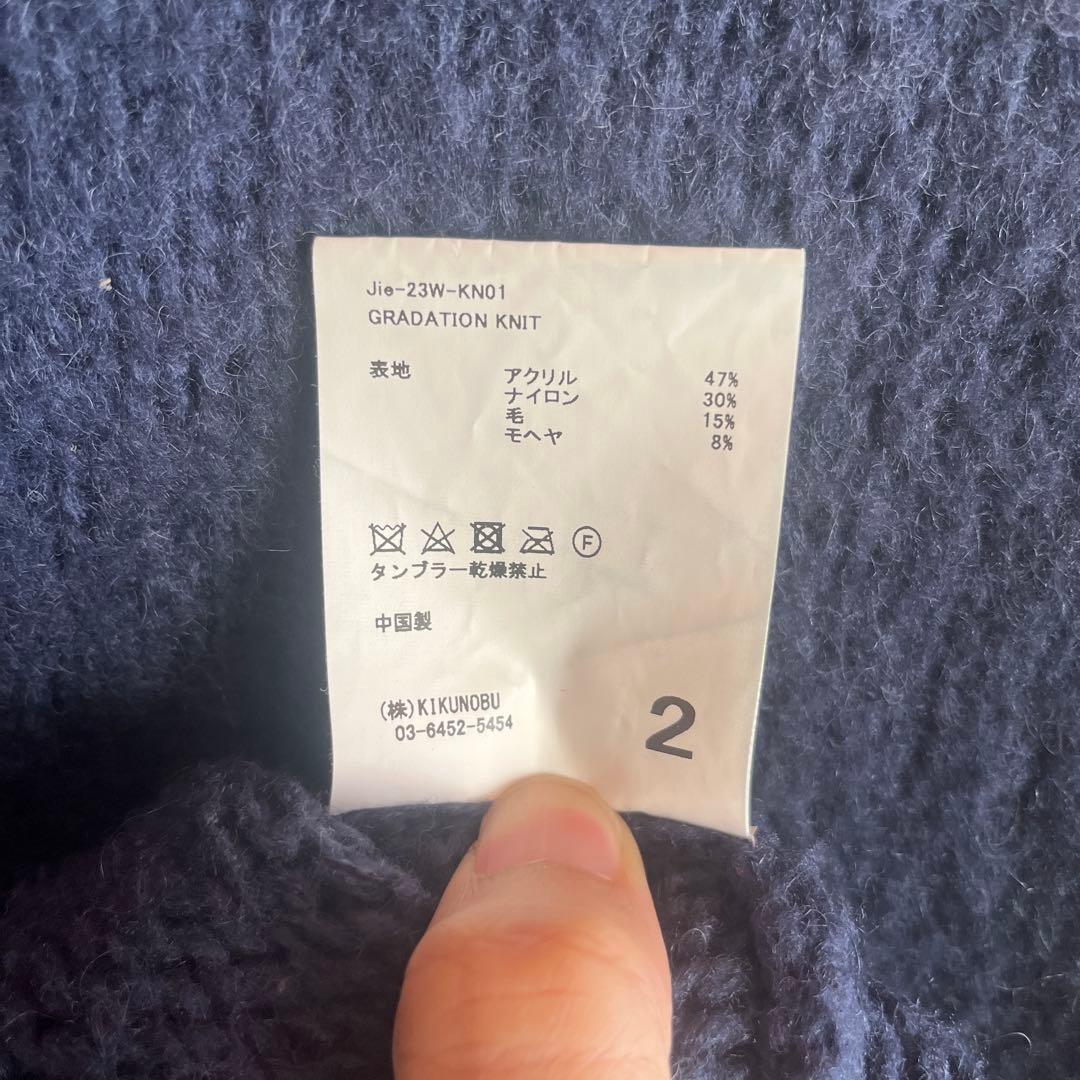 Jie-23W-KN01
GRADATION KNIT
表地 アクリル 47%
ナイロン 30%
毛 15%
モヘヤ 8%
F
タンブラー乾燥禁止
中国製
(株)KIKUNOBU
03-6452-5454
2